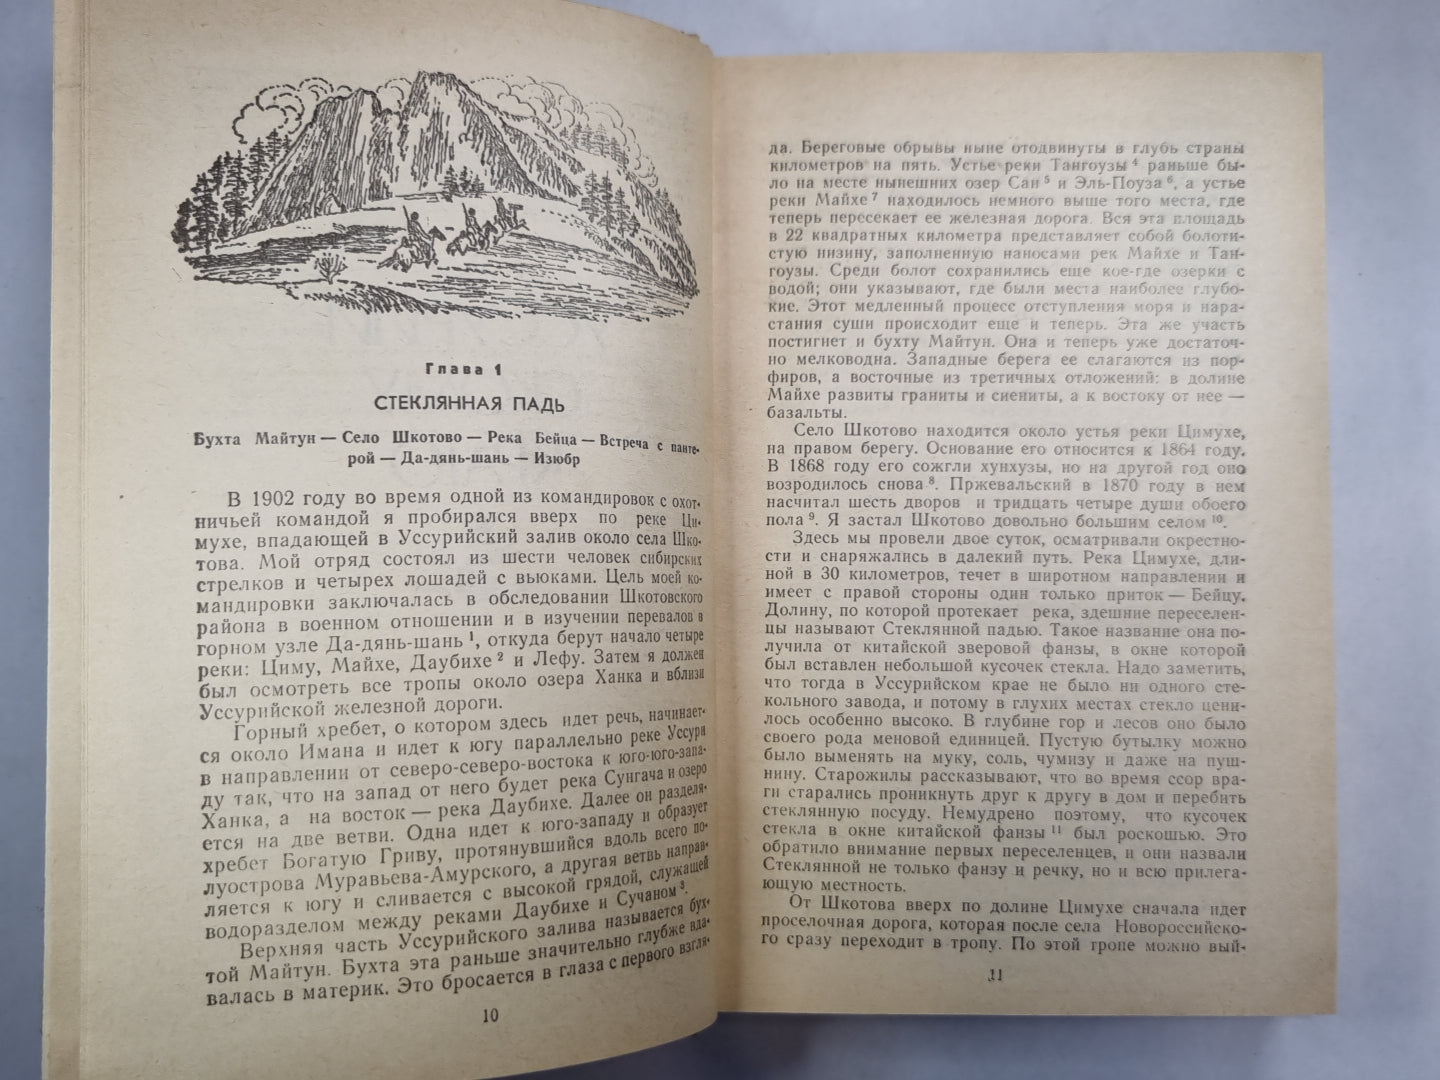 Глава 1
СТЕКЛЯННАЯ ПАДЬ
Бухта Майтун — Село Шкотово — Река Бейца — Встреча с панте-
рой — Да-дянь-шань — Изюбр
В 1902 году во время одной из командировок с охот-
ничьей командой я пробирался вверх по реке Ци-
мухе, впадающей в Уссурийский залив около села Шко-
това. Мой отряд состоял из шести человек сибирских
стрелков и четырех лошадей с вьюками. Цель моей ко-
мандировки заключалась в обследовании Шкотовского
района в военном отношении и в изучении перевалов в
горном узле Да-дянь-шань ¹, откуда берут начало четыре
реки: Циму, Майхе, Даубихе ² и Лефу. Затем я должен
был осмотреть все тропы около озера Ханка и вблизи
Уссурийской железной дороги.
Горный хребет, о котором здесь идет речь, начинает-
ся около Имана и идет к югу параллельно реке Уссури
в направлении от северо-северо-востока к юго-юго-запа-
ду так, что на запад от него будет река Сунгача и озеро
Ханка, а на восток — река Даубихе. Далее он разделя-
ется на две ветви. Одна идет к юго-западу и образует
хребет Богатую Гриву, протянувшийся вдоль всего по-
луострова Муравьева-Амурского, а другая ветвь направ-
ляется к югу и сливается с высокой грядой, служащей
водоразделом между реками Даубихе и Сучаном ³.
Верхняя часть Уссурийского залива называется бух-
той Майтун. Бухта эта раньше значительно глубже вда-
валась в материк. Это бросается в глаза с первого взгля-
10
да. Береговые обрывы ныне отодвинуты в глубь страны
километров на пять. Устье реки Тангоузы ⁴ раньше бы-
ло на месте нынешних озер Сан ⁵ и Эль-Поуза ⁶, а устье
реки Майхе ⁷ находилось немного выше того места, где
теперь пересекает ее железная дорога. Вся эта площадь
в 22 квадратных километра представляет собой болоти-
стую низину, заполненную наносами рек Майхе и Тан-
гоузы. Среди болот сохранились еще кое-где озерки с
водой; они указывают, где были места наиболее глубо-
кие. Этот медленный процесс отступления моря и нара-
стания суши происходит еще и теперь. Эта же участь
постигнет и бухту Майтун. Она и теперь уже достаточ-
но мелководна. Западные берега ее слагаются из пор-
фиров, а восточные из третичных отложений: в долине
Майхе развиты граниты и сиениты, а к востоку от нее —
базальты.
Село Шкотово находится около устья реки Цимухе,
на правом берегу. Основание его относится к 1864 году.
В 1868 году его сожгли хунхузы, но на другой год оно
возродилось снова ⁸. Пржевальский в 1870 году в нем
насчитал шесть дворов и тридцать четыре души обоего
пола ⁹. Я застал Шкотово довольно большим селом ¹⁰.
Здесь мы провели двое суток, осматривали окрестно-
сти и снаряжались в далекий путь. Река Цимухе, дли-
ной в 30 километров, течет в широтном направлении и
имеет с правой стороны один только приток — Бейцу.
Долину, по которой протекает река, здешние переселен-
цы называют Стеклянной падью. Такое название она по-
лучила от китайской зверовой фанзы, в окне которой
был вставлен небольшой кусочек стекла. Надо заметить,
что тогда в Уссурийском крае не было ни одного сте-
кольного завода, и потому в глухих местах стекло цени-
лось особенно высоко. В глубине гор и лесов оно было
своего рода меновой единицей. Пустую бутылку можно
было выменять на муку, соль, чумизу и даже на пуш-
нину. Старожилы рассказывают, что во время ссор вра-
ги старались проникнуть друг к другу в дом и перебить
стеклянную посуду. Немудрено поэтому, что кусочек
стекла в окне китайской фанзы ¹¹ был роскошью. Это
обратило внимание первых переселенцев, и они назвали
Стеклянной не только фанзу и речку, но и всю прилега-
ющую местность.
От Шкотова вверх по долине Цимухе сначала идет
проселочная дорога, которая после села Новороссийско-
го сразу переходит в тропу. По этой тропе можно вый-
11